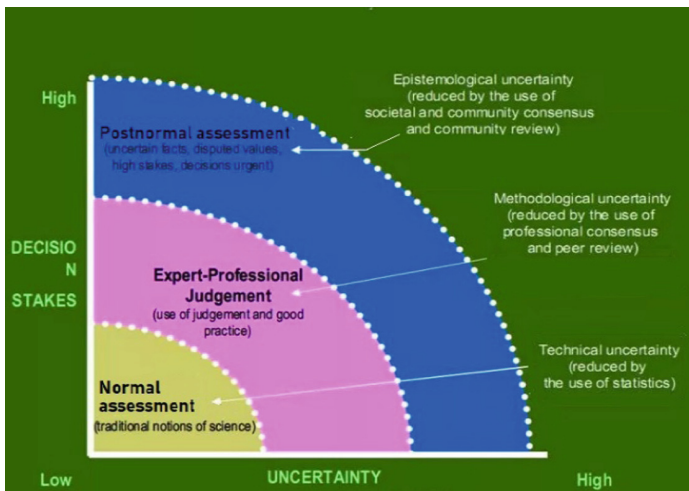 High
Epistemological uncertainty
(reduced by the use of
societal and community consensus
and community review)
Postnormal assessment
(uncertain facts, disputed values,
high stakes, decisions urgent)
Methodological uncertainty
(reduced by the use of
professional consensus
and peer review)
DECISIO
N
STAKES
Expert-Professional
Judgement
(use of judgement and good
practice)
Technical uncertainty
(reduced by
the use of statistics)
Normal
assessment
(traditional notions of science)
Low
UNCERTAINTY
High